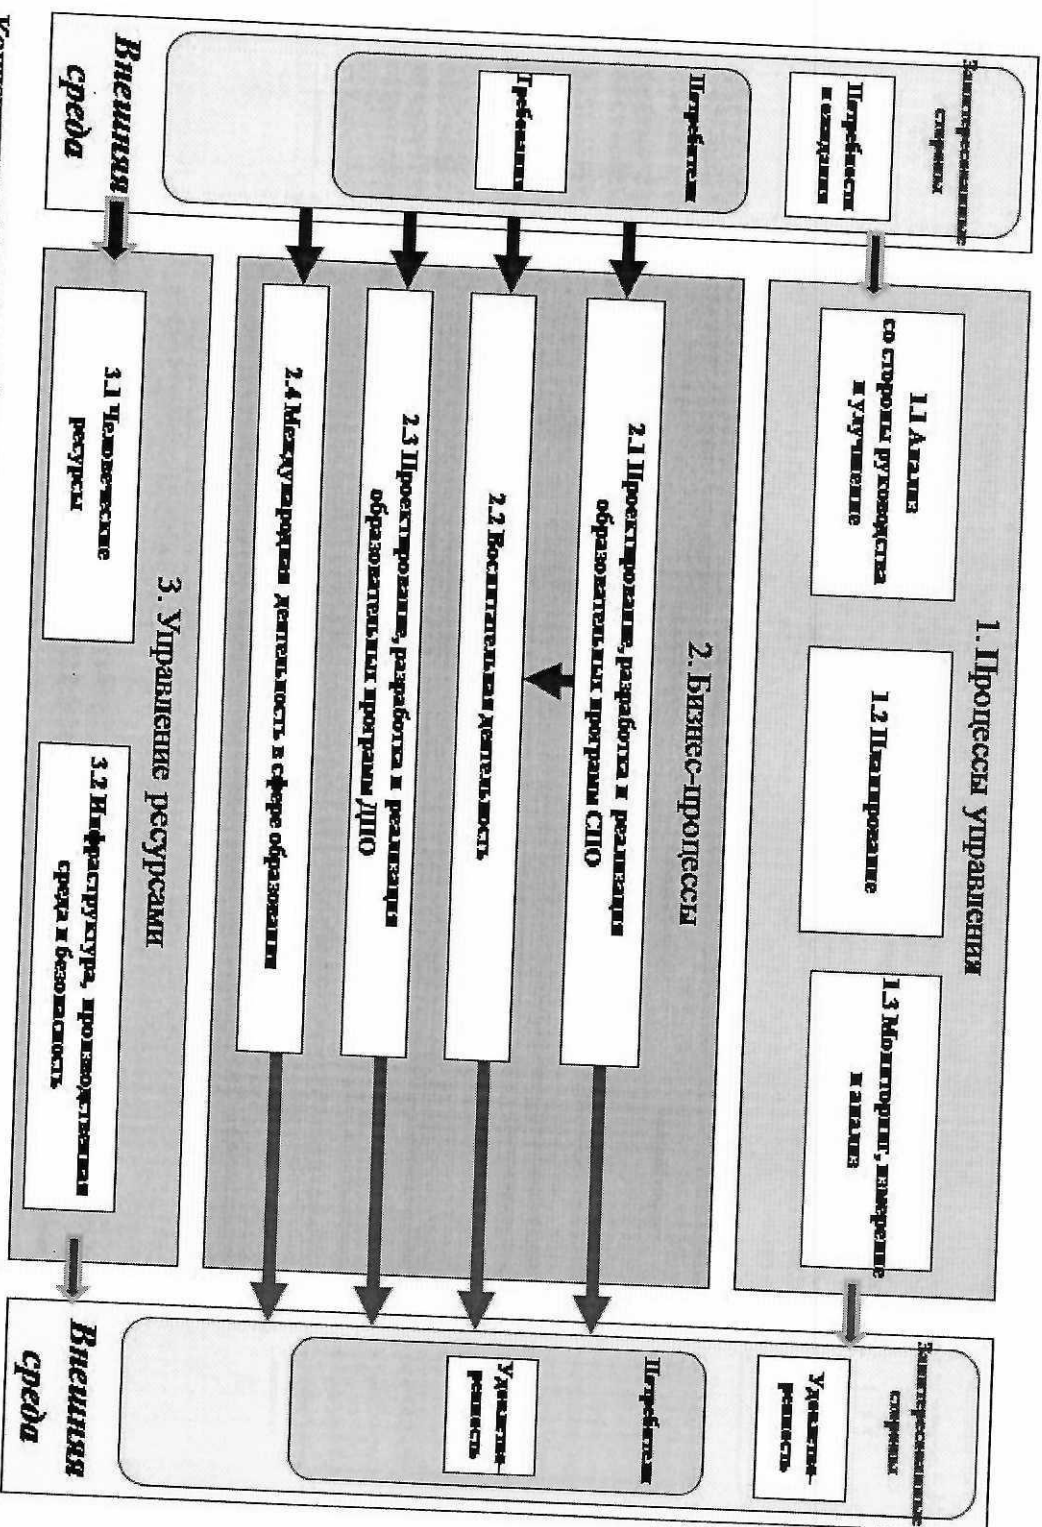 Заинтересованные
стороны
Потребности
и ожидания
Потребители
Требования
Внешняя
среда
1. Процессы управления
1.1 Анализ
со стороны руководства
и улучшение
1.2 Планирование
1.3 Мониторинг, измерение
и анализ
2. Бизнес-процессы
2.1 Проектирование, разработка и реализация
образовательных программ СПО
2.2 Воспитательная деятельность
2.3 Проектирование, разработка и реализация
образовательных программ ДПО
2.4 Международная деятельность в сфере образования
3. Управление ресурсами
3.1 Человеческие
ресурсы
3.2 Инфраструктура, производственная
среда и безопасность
Заинтересованные
стороны
Удовлетво-
ренность
Потребители
Удовлетво-
ренность
Внешняя
среда